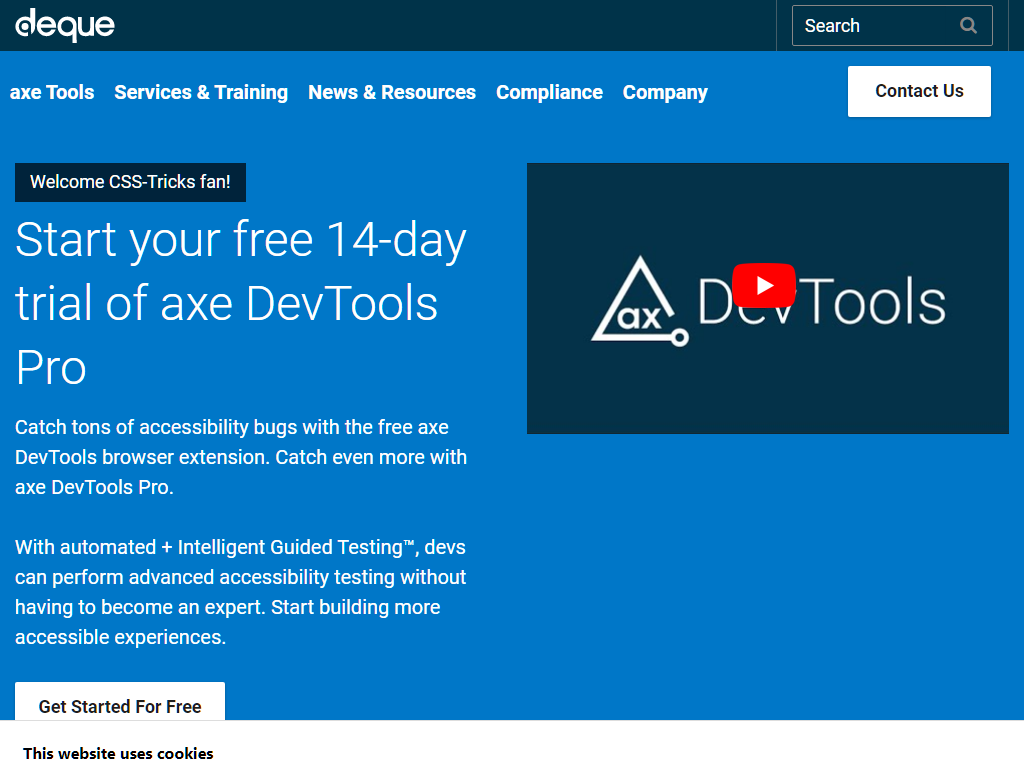 deque
Search
axe Tools Services & Training News & Resources Compliance Company
Contact Us
Welcome CSS-Tricks fan!
Start your free 14-day
trial of axe DevTools
Pro
Catch tons of accessibility bugs with the free axe
DevTools browser extension. Catch even more with
axe DevTools Pro.
With automated + Intelligent Guided Testing™, devs
can perform advanced accessibility testing without
having to become an expert. Start building more
accessible experiences.
Get Started For Free
ax DevTools
This website uses cookies